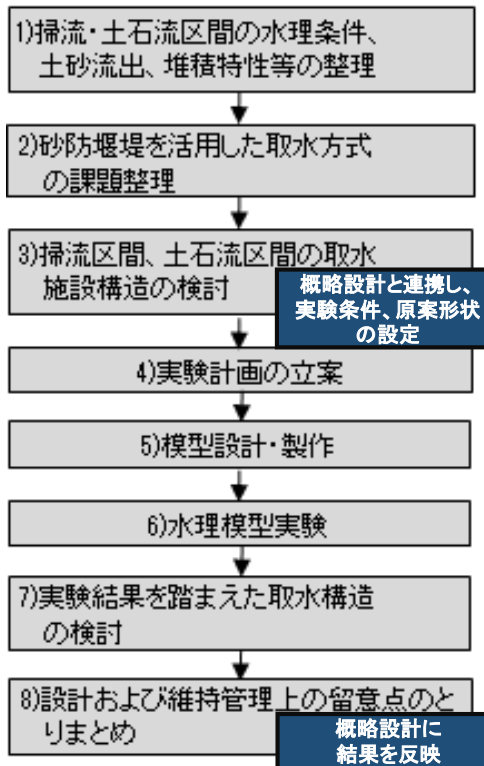 1)掃流・土石流区間の水理条件、
土砂流出、堆積特性等の整理
2)砂防堰堤を活用した取水方式
の課題整理
3)掃流区間、土石流区間の取水
施設構造の検討
概略設計と連携し、
実験条件、原案形状
の設定
4)実験計画の立案
5)模型設計・製作
6)水理模型実験
7)実験結果を踏まえた取水構造
の検討
8)設計および維持管理上の留意点のと
りまとめ
概略設計に
結果を反映